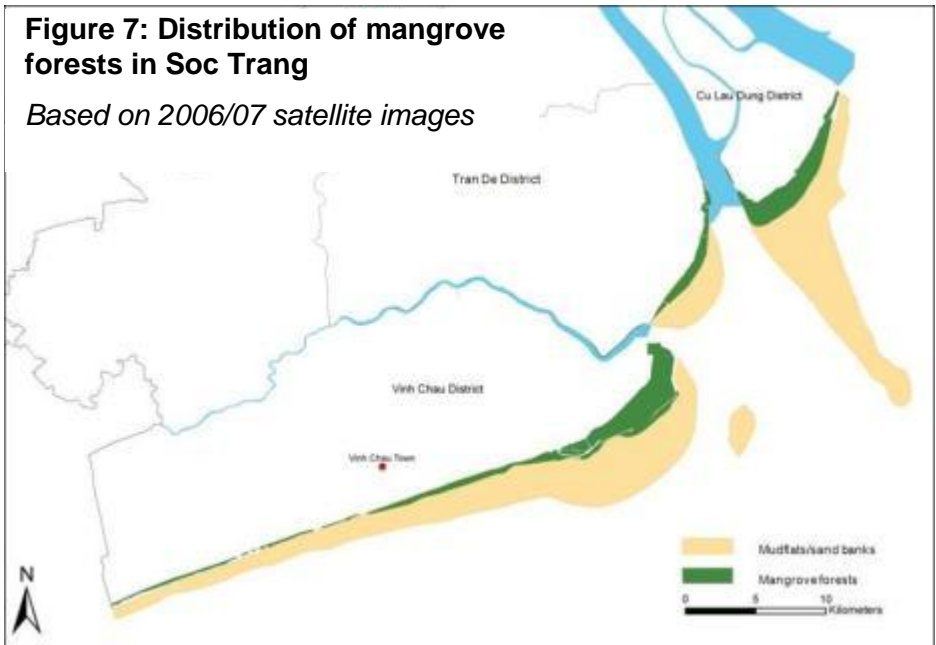 Figure 7: Distribution of mangrove
forests in Soc Trang
Based on 2006/07 satellite images
Cu Lau Dung District
Tran De District
Vinh Chau District
Vinh Chau Town
N
Mudflats/sand banks
Mangrove forests
0 5 10
Kilometers